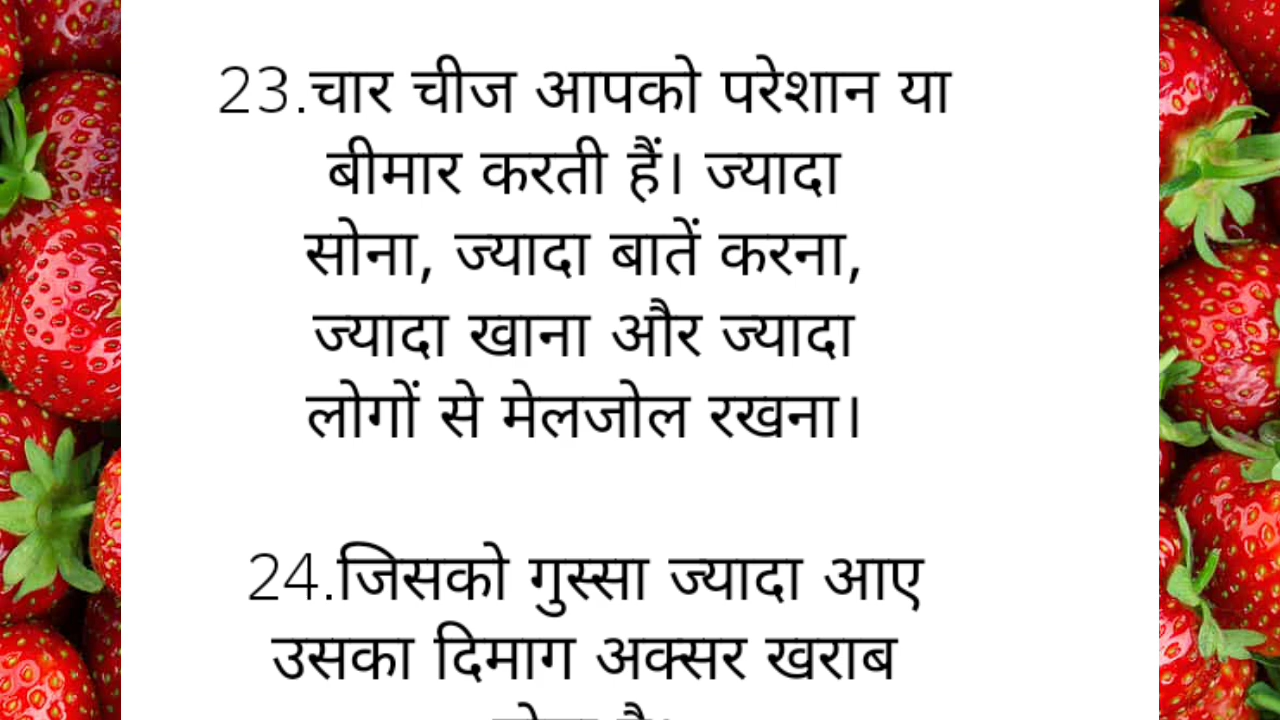 23.चार चीज आपको परेशान या
बीमार करती हैं। ज्यादा
सोना, ज्यादा बातें करना,
ज्यादा खाना और ज्यादा
लोगों से मेलजोल रखना।
24.जिसको गुस्सा ज्यादा आए
उसका दिमाग अक्सर खराब